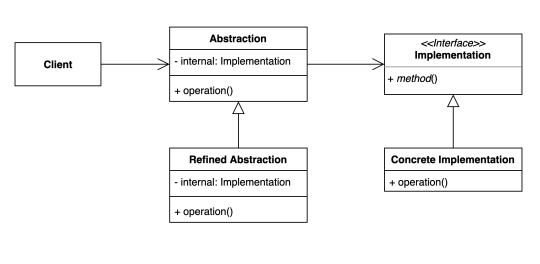 Client
Abstraction
- internal: Implementation
+ operation()
<<Interface>>
Implementation
+ method()
Refined Abstraction
- internal: Implementation
+ operation()
Concrete Implementation
+ operation()